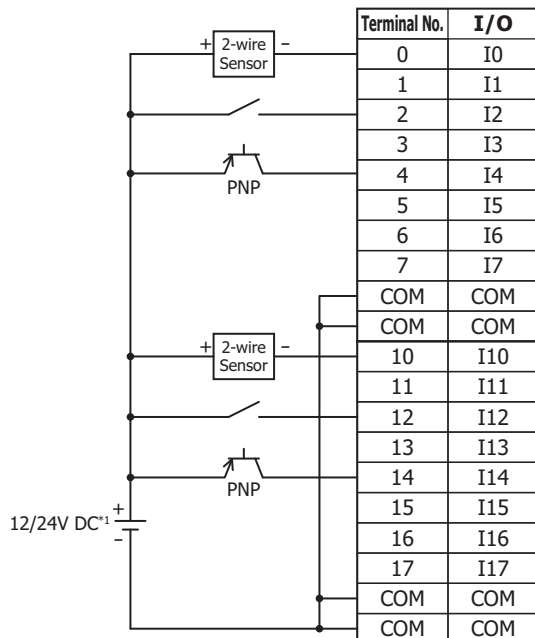 Terminal No. I/O
+ 2-wire Sensor – 0 I0
1 I1
2 I2
3 I3
PNP 4 I4
5 I5
6 I6
7 I7
COM COM
COM COM
+ 2-wire Sensor – 10 I10
11 I11
12 I12
13 I13
PNP 14 I14
15 I15
12/24V DC*1 + – 16 I16
17 I17
COM COM
COM COM